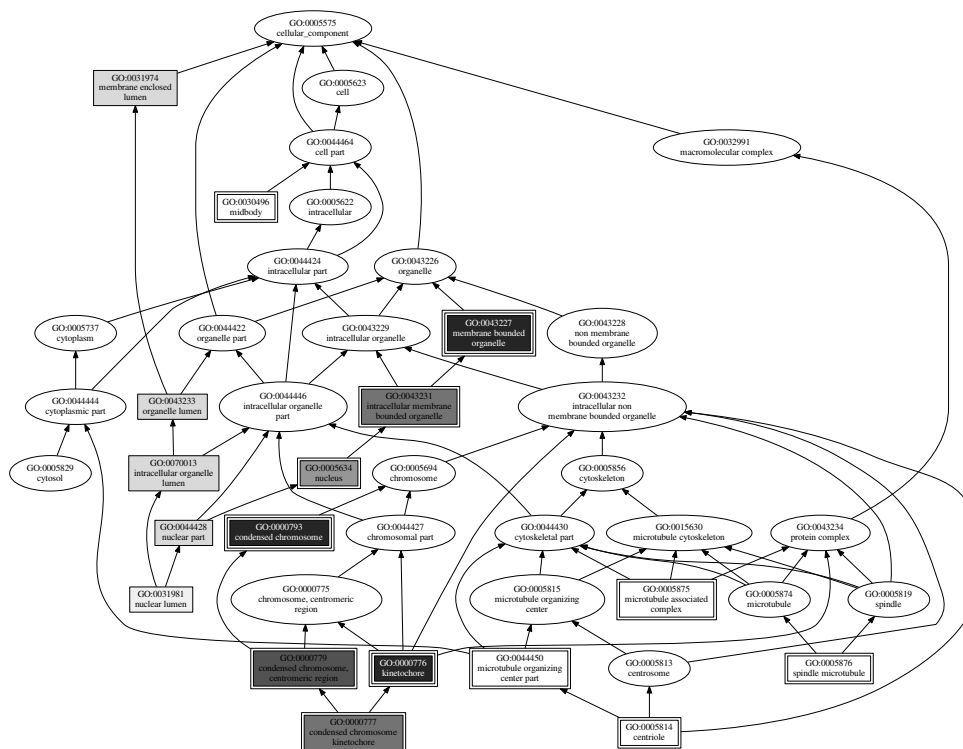 GO:0005575
cellular_component
GO:0031974
membrane enclosed
lumen
GO:0005623
cell
GO:0044464
cell part
GO:0032991
macromolecular complex
GO:0030496
midbody
GO:0005622
intracellular
GO:0044424
intracellular part
GO:0043226
organelle
GO:0005737
cytoplasm
GO:0044422
organelle part
GO:0043229
intracellular organelle
GO:0043227
membrane bounded
organelle
GO:0043228
non membrane
bounded organelle
GO:0044444
cytoplasmic part
GO:0043233
organelle lumen
GO:0044446
intracellular organelle
part
GO:0043231
intracellular membrane
bounded organelle
GO:0043232
intracellular non
membrane bounded organelle
GO:0005829
cytosol
GO:0070013
intracellular organelle
lumen
GO:0005634
nucleus
GO:0005694
chromosome
GO:0005856
cytoskeleton
GO:0044428
nuclear part
GO:0000793
condensed chromosome
GO:0044427
chromosomal part
GO:0044430
cytoskeletal part
GO:0015630
microtubule cytoskeleton
GO:0043234
protein complex
GO:0031981
nuclear lumen
GO:0000775
chromosome, centromeric
region
GO:0005815
microtubule organizing
center
GO:0005875
microtubule associated
complex
GO:0005874
microtubule
GO:0005819
spindle
GO:0000779
condensed chromosome,
centromeric region
GO:0000776
kinetochore
GO:0044450
microtubule organizing
center part
GO:0005813
centrosome
GO:0005876
spindle microtubule
GO:0000777
condensed chromosome
kinetochore
GO:0005814
centriole